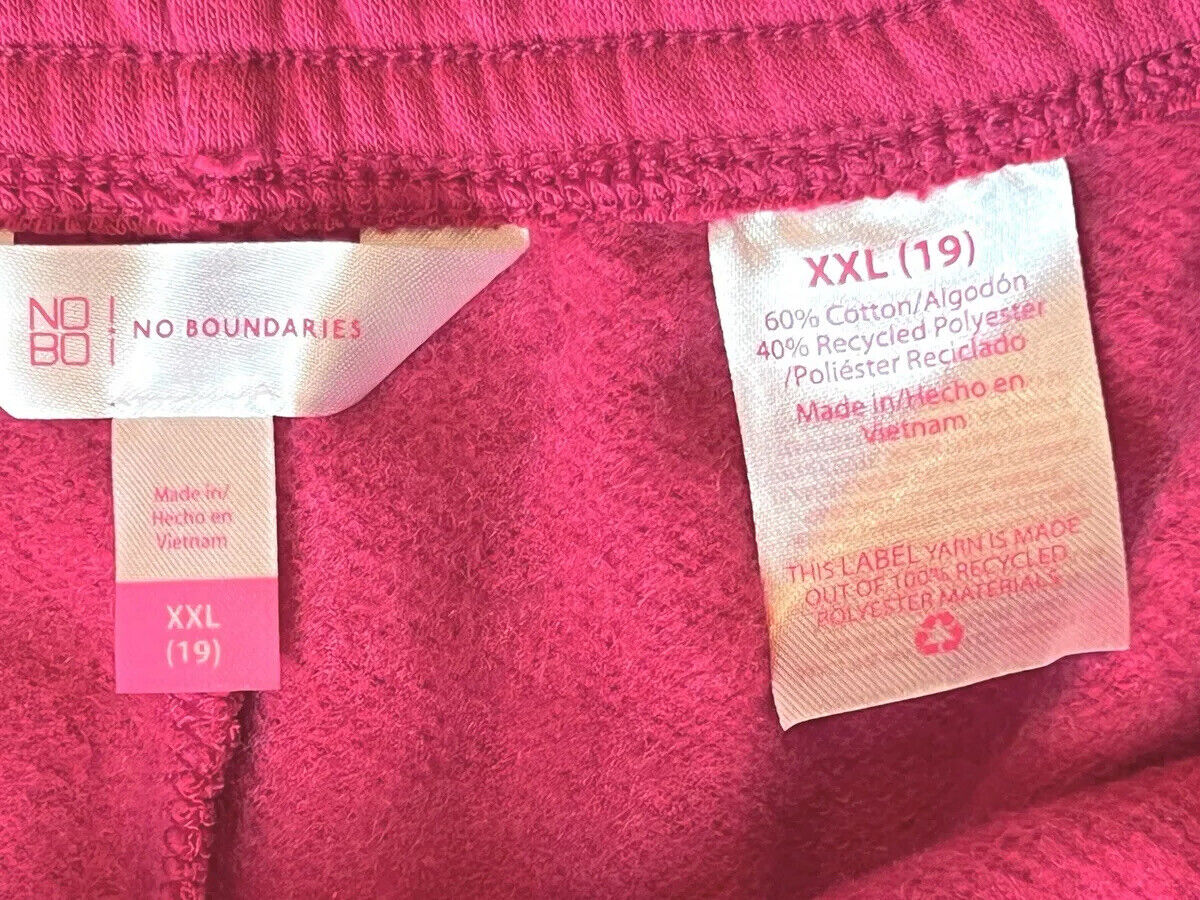 NO
BO
NO BOUNDARIES
Made in/
Hecho en
Vietnam
XXL
(19)
XXL (19)
60% Cotton/Algodón
40% Recycled Polyester
/Poliéster Reciclado
Made in/Hecho en
Vietnam
THIS LABEL YARN IS MADE
OUT OF 100% RECYCLED
POLYESTER MATERIALS